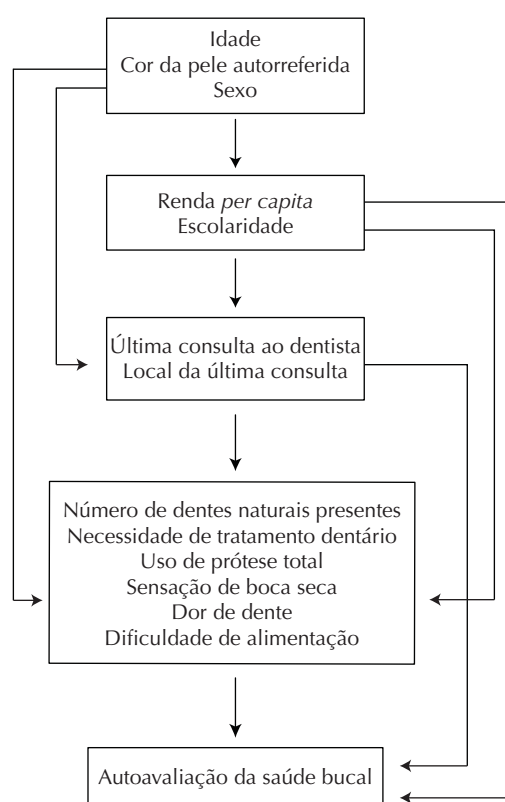 Idade
Cor da pele autorreferida
Sexo
Renda per capita
Escolaridade
Última consulta ao dentista
Local da última consulta
Número de dentes naturais presentes
Necessidade de tratamento dentário
Uso de prótese total
Sensação de boca seca
Dor de dente
Dificuldade de alimentação
Autoavaliação da saúde bucal